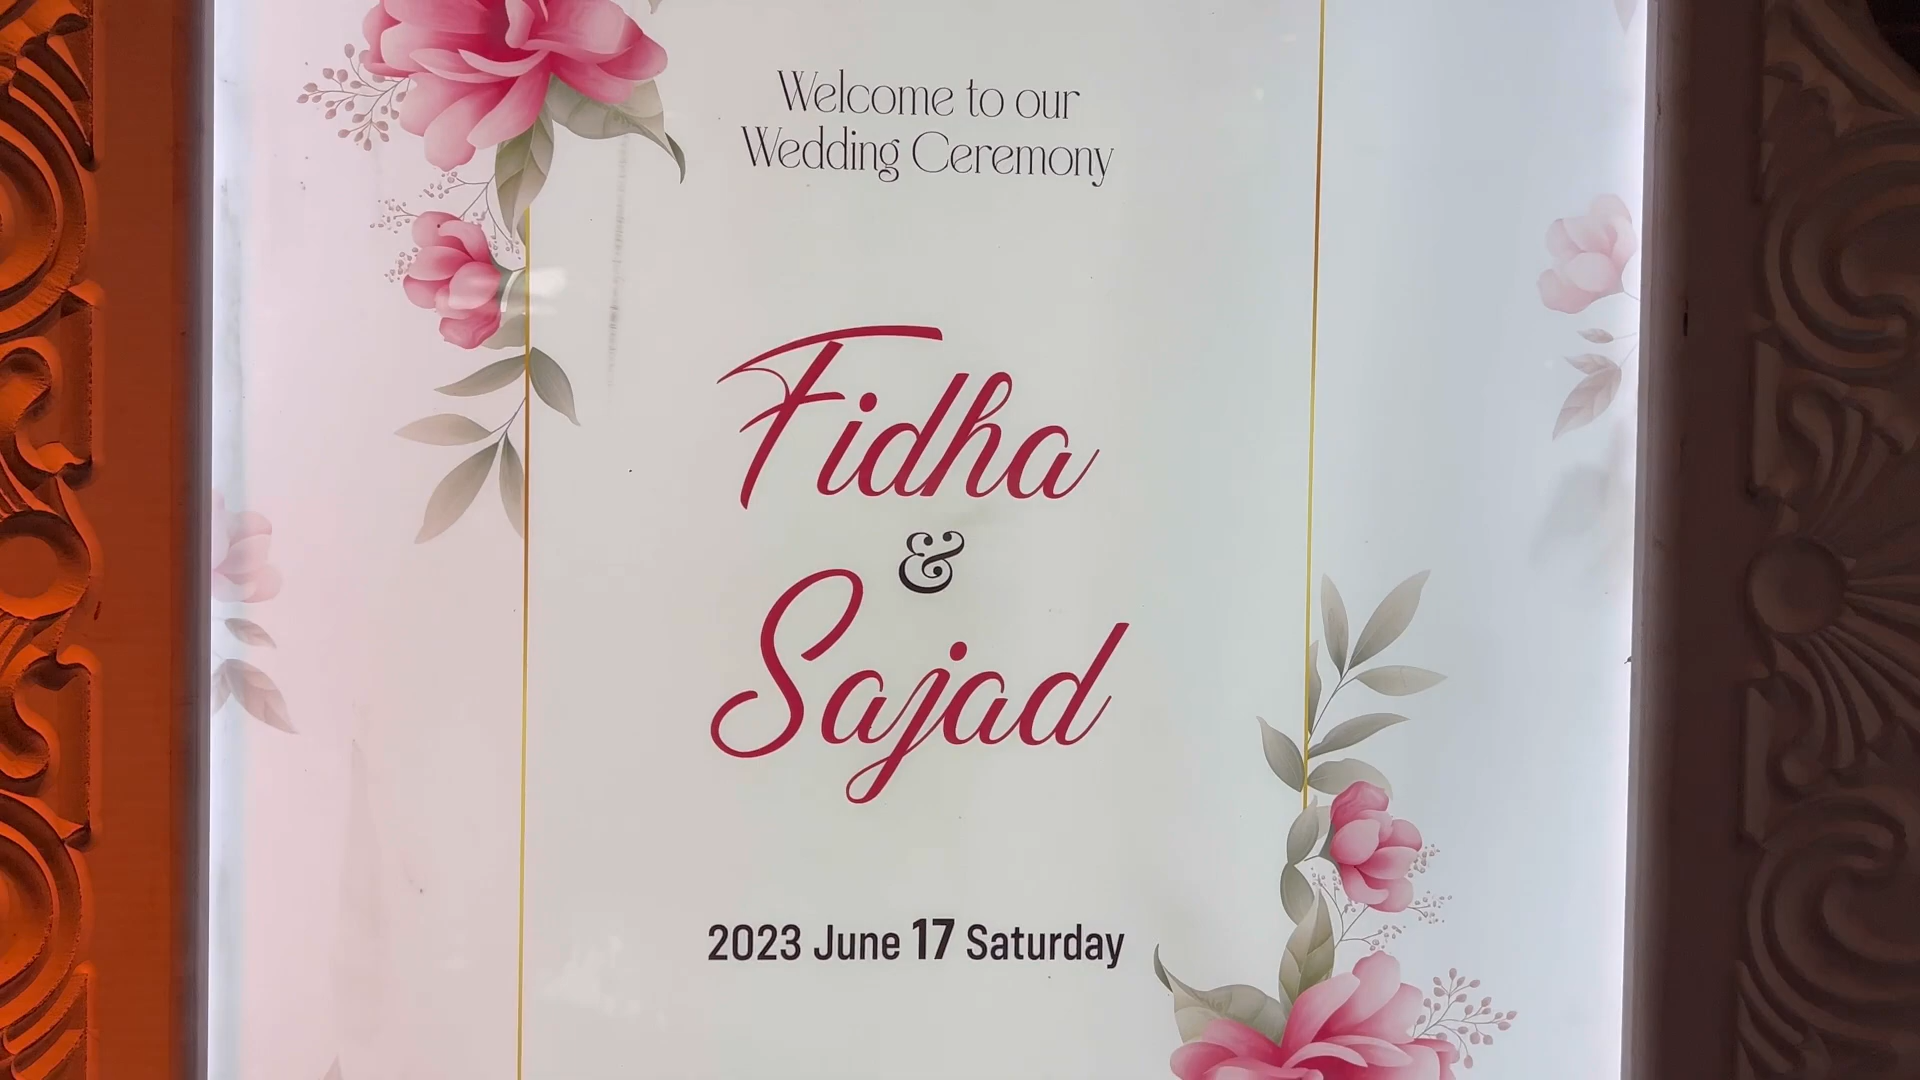 Welcome to our
Wedding Ceremony
Fidha
&
Sajad
2023 June 17 Saturday